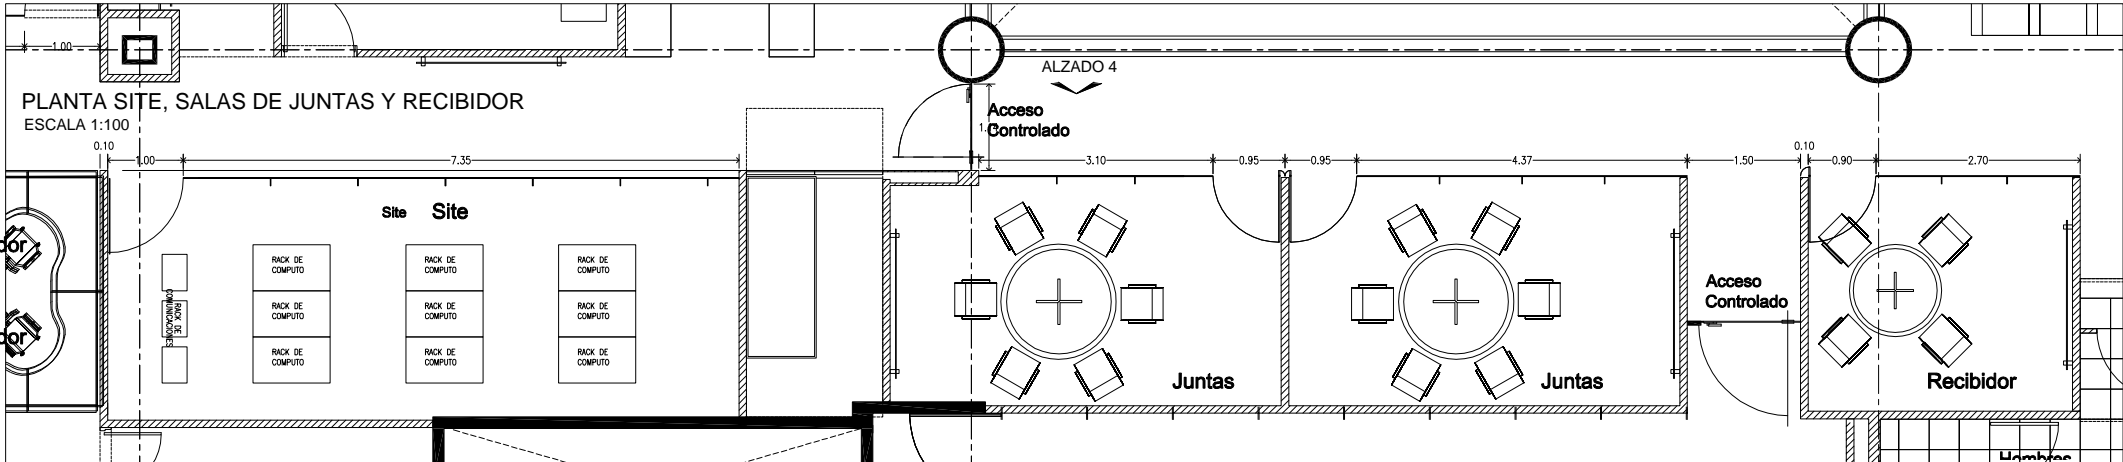 1.00
ALZADO 4
PLANTA SITE, SALAS DE JUNTAS Y RECIBIDOR
ESCALA 1:100
Acceso
Controlado
0.10
1.00
7.35
3.10
0.95
0.95
4.37
1.50
0.10
0.90
2.70
Site
Site
dor
dor
RACK DE
COMUNICACIONES
RACK DE
COMPUTO
RACK DE
COMPUTO
RACK DE
COMPUTO
RACK DE
COMPUTO
RACK DE
COMPUTO
RACK DE
COMPUTO
RACK DE
COMPUTO
RACK DE
COMPUTO
RACK DE
COMPUTO
Juntas
Juntas
Acceso
Controlado
Recibidor
Hombres